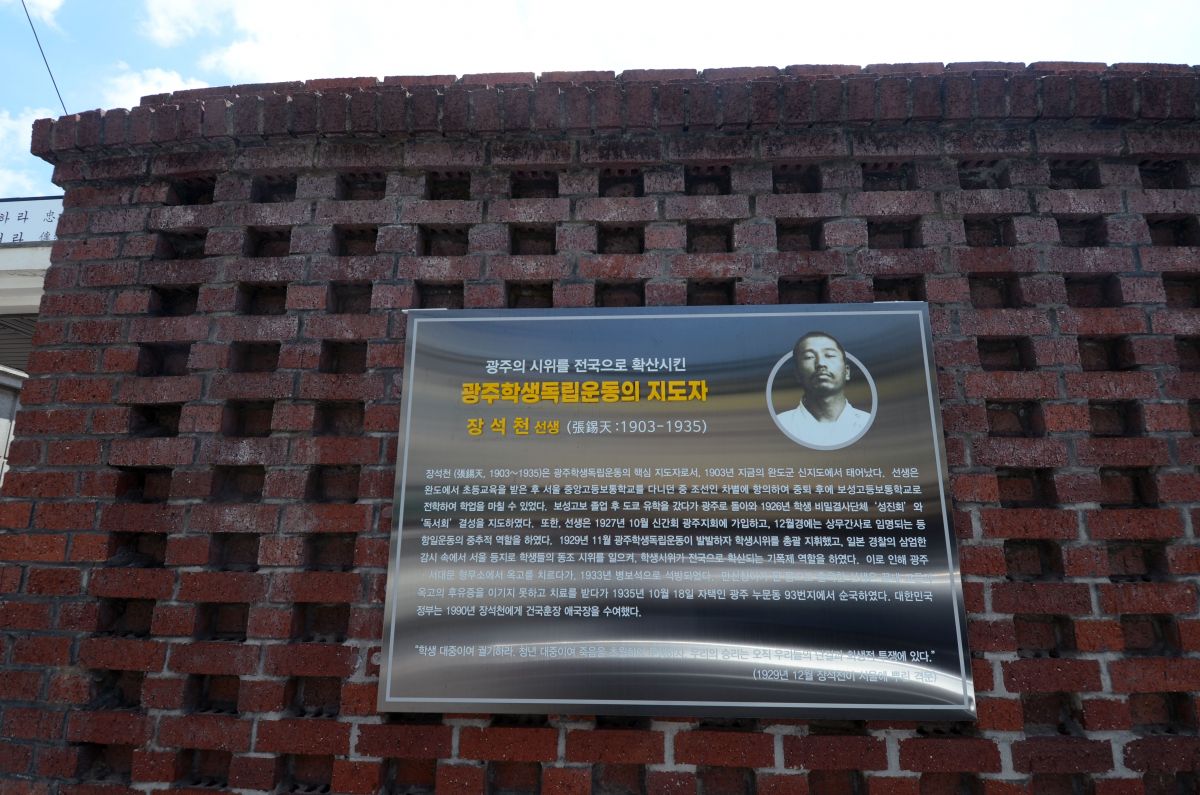 하라 忠
라 傳
광주의 시위를 전국으로 확산시킨
광주학생독립운동의 지도자
장석천 선생 (張錫天:1903-1935)
장석천 (張錫天, 1903~1935)은 광주학생독립운동의 핵심 지도자로서, 1903년 지금의 완도군 신지도에서 태어났다. 선생은
완도에서 초등교육을 받은 후 서울 중앙고등보통학교를 다니던 중 조선인 차별에 항의하여 중퇴 후에 보성고등보통학교로
전학하여 학업을 마칠 수 있었다. 보성고보 졸업 후 도쿄 유학을 갔다가 광주로 돌아와 1926년 학생 비밀결사단체 '성진회'와
'독서회' 결성을 지도하였다. 또한, 선생은 1927년 10월 신간회 광주지회에 가입하고, 12월경에는 상무간사로 임명되는 등
항일운동의 중추적 역할을 하였다. 1929년 11월 광주학생독립운동이 발발하자 학생시위를 총괄 지휘했고, 일본 경찰의 삼엄한
감시 속에서 서울 등지로 학생들의 동조 시위를 일으켜, 학생시위가 전국으로 확산되는 기폭제 역할을 하였다. 이로 인해 광주
서대문 형무소에서 옥고를 치르다가, 1933년 병보석으로 석방되었다.
옥고의 후유증을 이기지 못하고 치료를 받다가 1935년 10월 18일 자택인 광주 누문동 93번지에서 순국하였다. 대한민국
정부는 1990년 장석천에게 건국훈장 애국장을 수여했다.
"학생 대중이여 궐기하라, 청년 대중이여 죽음을 우리의 승리는 오직 우리들의 단결과 희생적 투쟁에 있다."
(1929년 12월 장석천이 서울에 뿌린 격문)